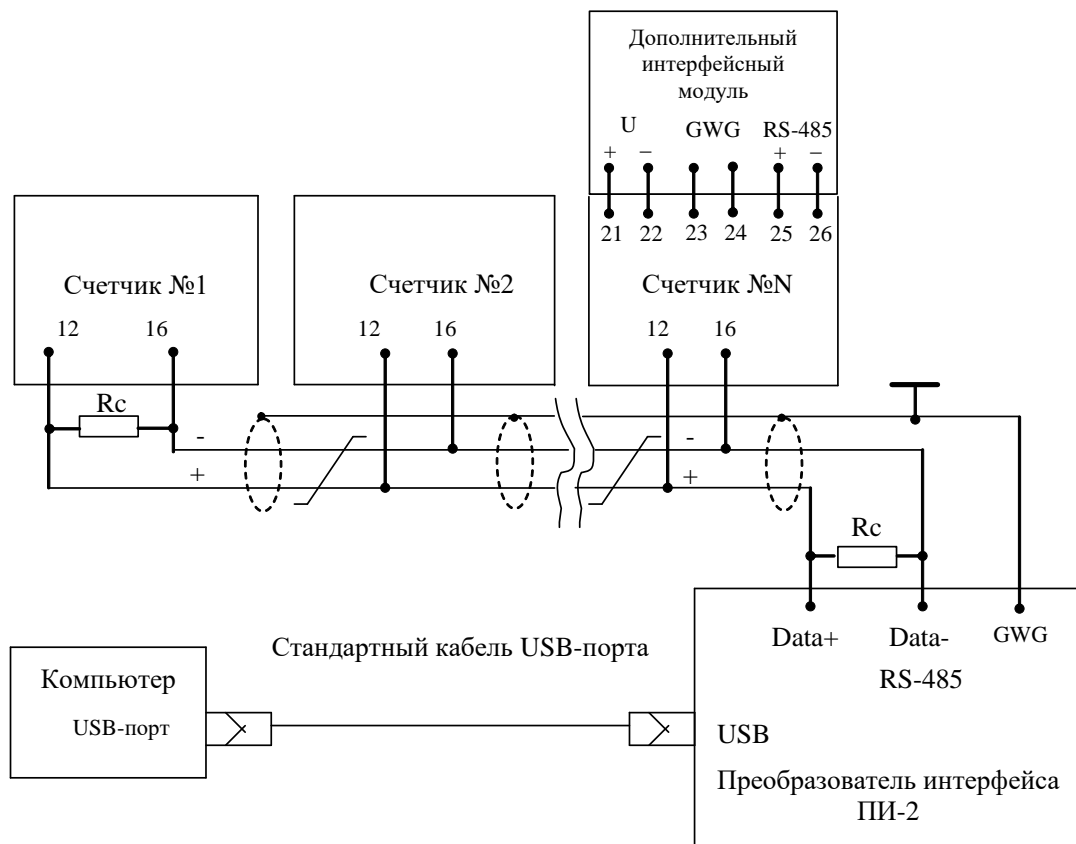 Дополнительный
интерфейсный
модуль
U GWG RS-485
+ − + −
21 22 23 24 25 26
Счетчик №1 Счетчик №2 Счетчик №N
12 16 12 16 12 16
Rc
- -
+ +
Rc
Data+ Data- GWG
RS-485
Стандартный кабель USB-порта
Компьютер
USB-порт
USB
Преобразователь интерфейса
ПИ-2